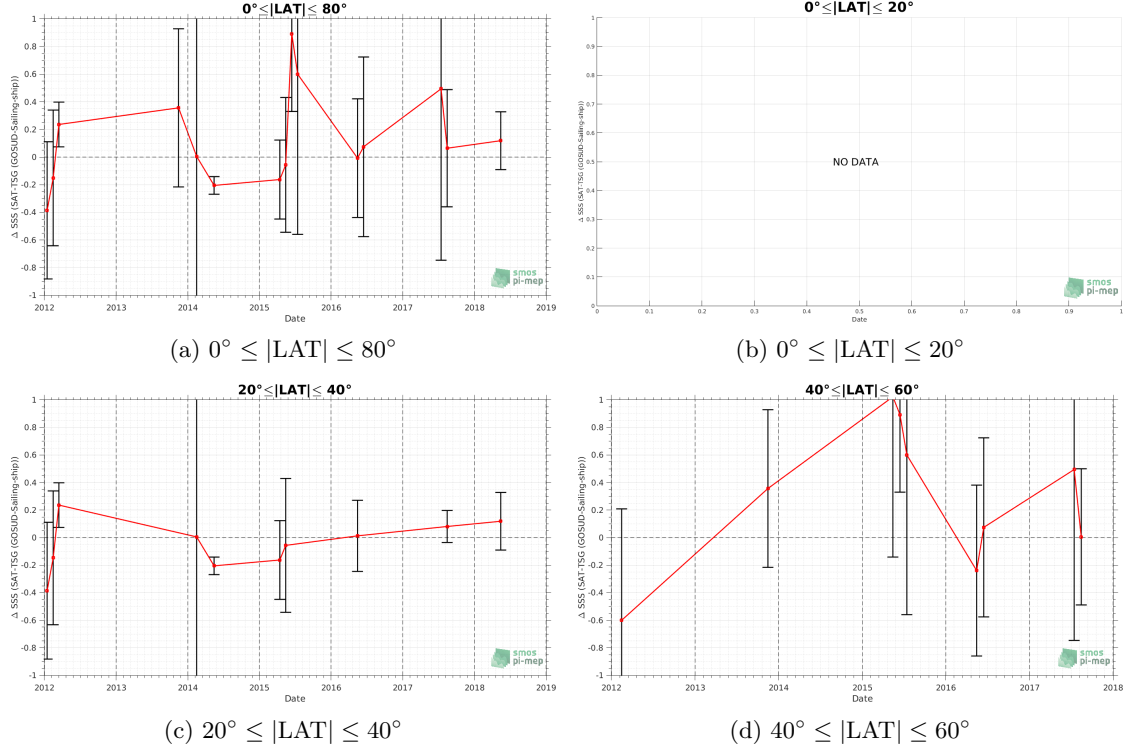 0°≤|LAT|≤ 80°
1
0.8
0.6
0.4
0.2
0
-0.2
-0.4
-0.6
-0.8
-1
Δ SSS (SAT-TSG (GOSUD-Sailing-ship))
2012 2013 2014 2015 2016 2017 2018 2019
Date
smos
pi-mep
(a) 0° ≤ |LAT| ≤ 80°
0°≤|LAT|≤ 20°
1
0.9
0.8
0.7
0.6
0.5
0.4
0.3
0.2
0.1
0
Δ SSS (SAT-TSG (GOSUD-Sailing-ship))
NO DATA
0 0.1 0.2 0.3 0.4 0.5 0.6 0.7 0.8 0.9 1
Date
smos
pi-mep
(b) 0° ≤ |LAT| ≤ 20°
20°≤|LAT|≤ 40°
1
0.8
0.6
0.4
0.2
0
-0.2
-0.4
-0.6
-0.8
-1
Δ SSS (SAT-TSG (GOSUD-Sailing-ship))
2012 2013 2014 2015 2016 2017 2018 2019
Date
smos
pi-mep
(c) 20° ≤ |LAT| ≤ 40°
40°≤|LAT|≤ 60°
1
0.8
0.6
0.4
0.2
0
-0.2
-0.4
-0.6
-0.8
-1
Δ SSS (SAT-TSG (GOSUD-Sailing-ship))
2012 2013 2014 2015 2016 2017 2018
Date
smos
pi-mep
(d) 40° ≤ |LAT| ≤ 60°